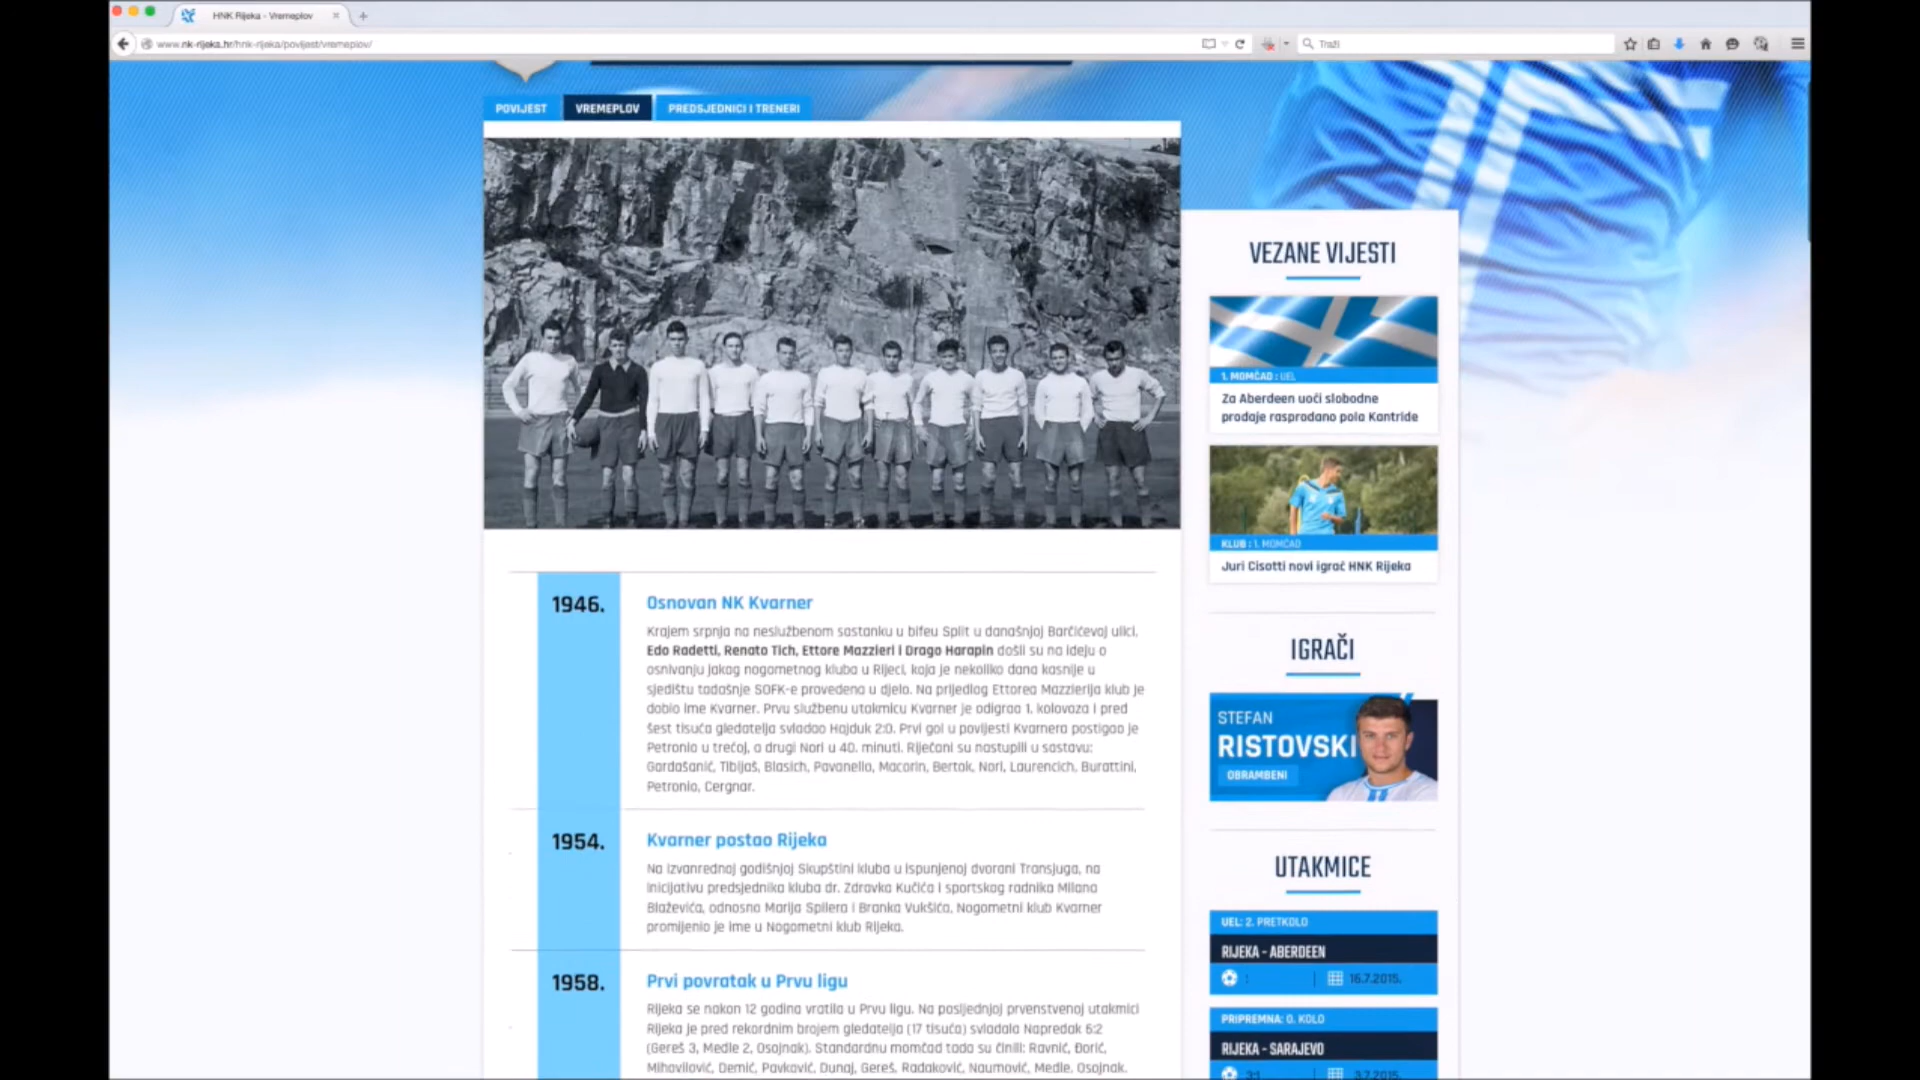 HNK Rijeka - Vremeplov
www.nk-rijeka.hr/hnk-rijeka/povijest/vremeplov/
Traži
POVIJEST
VREMEPLOV
PREDSJEDNICI I TRENERI
1946.
Osnovan NK Kvarner
Krajem srpnja na neslužbenom sastanku u bifeu Split u današnjoj Barčićevoj ulici,
Edo Radetti, Renato Tich, Ettore Mazzieri i Drago Harapin došli su na ideju o
osnivanju jakog nogometnog kluba u Rijeci, koja je nekoliko dana kasnije u
sjedištu tadašnje SOFK-e provedena u djelo. Na prijedlog Ettorea Mazzierija klub je
dobio ime Kvarner. Prvu službenu utakmicu Kvarner je odigrao 1. kolovoza i pred
šest tisuća gledatelja svladao Hajduk 2:0. Prvi gol u povijesti Kvarnera postigao je
Petronio u trećoj, a drugi Nori u 40. minuti. Riječani su nastupili u sastavu:
Gardašanić, Tibijaš, Blasich, Pavanello, Macorin, Bertok, Nori, Laurencich, Burattini,
Petronio, Cergnar.
1954.
Kvarner postao Rijeka
Na izvanrednoj godišnjoj Skupštini kluba u ispunjenoj dvorani Transjuga, na
inicijativu predsjednika kluba dr. Zdravka Kučića i sportskog radnika Milana
Blaževića, odnosno Marija Spilera i Branka Vukšića, Nogometni klub Kvarner
promijenio je ime u Nogometni klub Rijeka.
1958.
Prvi povratak u Prvu ligu
Rijeka se nakon 12 godina vratila u Prvu ligu. Na posljednjoj prvenstvenoj utakmici
Rijeka je pred rekordnim brojem gledatelja (17 tisuća) svladala Napredak 6:2
(Gereš 3, Medle 2, Osojnak). Standardnu momčad tada su činili: Ravnić, Đorić,
Mihovilović, Demić, Pavković, Dunaj, Gereš, Radaković, Naumović, Medle, Osojnak.
VEZANE VIJESTI
1. MOMČAD : UEL
Za Aberdeen uoči slobodne
prodaje rasprodano pola Kantride
KLUB : 1. MOMČAD
Juri Cisotti novi igrač HNK Rijeka
IGRAČI
STEFAN
RISTOVSKI
OBRAMBENI
UTAKMICE
UEL: 2. PRETKOLO
RIJEKA - ABERDEEN
: 16.7.2015.
PRIPREMNA: 0. KOLO
RIJEKA - SARAJEVO
3:1 3.7.2015.